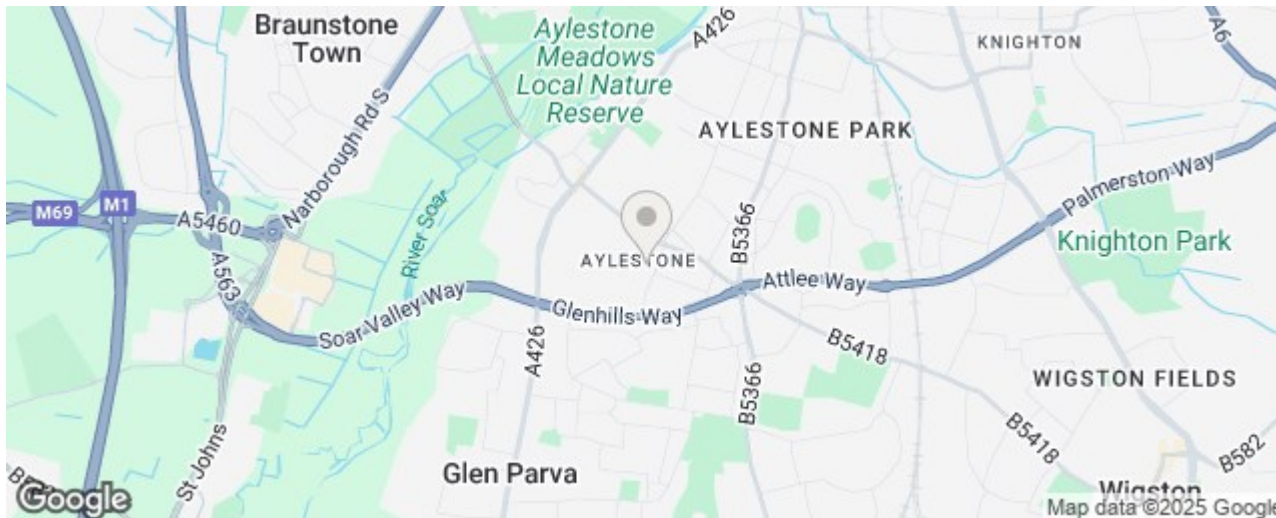 Braunstone
Town
Aylestone
Meadows
Local Nature
Reserve
A426
KNIGHTON
A6
AYLESTONE PARK
Narborough Rd S
M69
M1
A5460
A563
River Soar
AYLESTONE
B5366
Palmerston Way
Knighton Park
Attlee Way
Soar Valley Way
Glenhills Way
A426
B5418
B5366
WIGSTON FIELDS
B5418
B582
St Johns
Glen Parva
Wigston
Google
Map data ©2025 Google